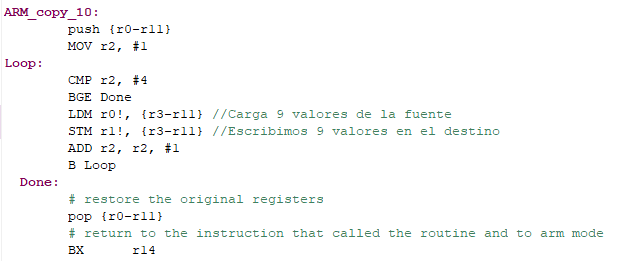 ARM_copy_10:
push {r0-r11}
MOV r2, #1
Loop:
CMP r2, #4
BGE Done
LDM r0!, {r3-r11} //Carga 9 valores de la fuente
STM r1!, {r3-r11} //Escribimos 9 valores en el destino
ADD r2, r2, #1
B Loop
Done:
# restore the original registers
pop {r0-r11}
# return to the instruction that called the routine and to arm mode
BX r14